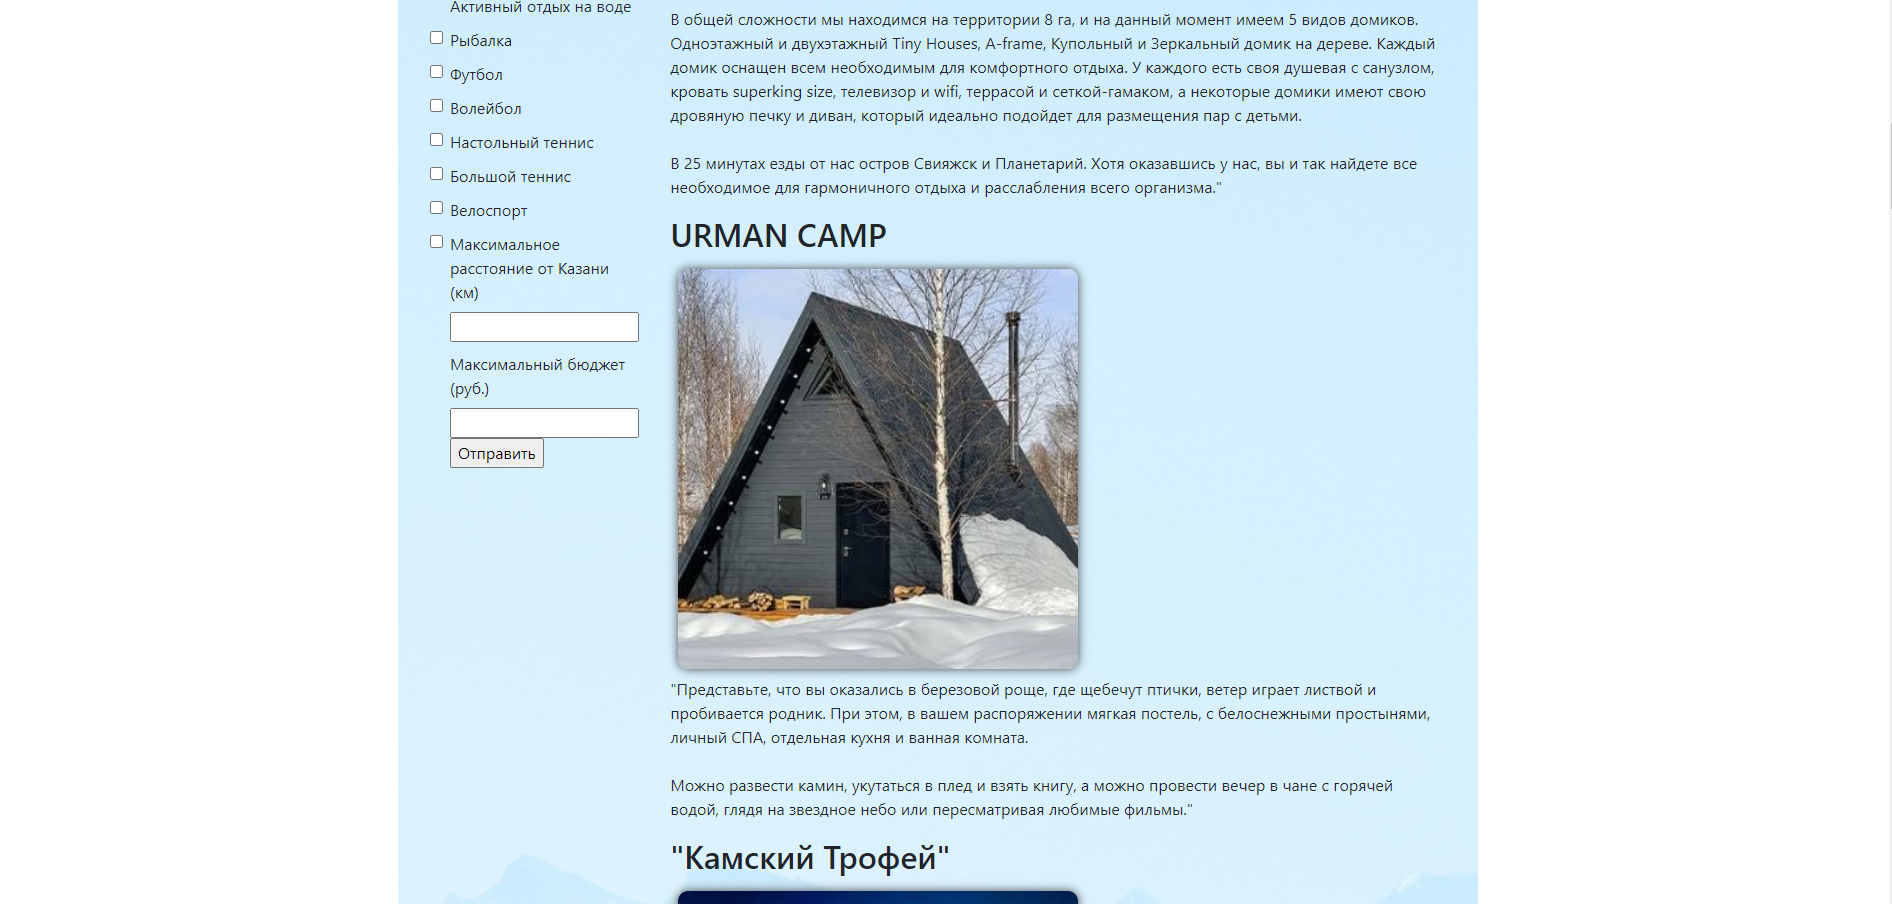 Активный отдых на воде
Рыбалка
Футбол
Волейбол
Настольный теннис
Большой теннис
Велоспорт
Максимальное
расстояние от Казани
(км)
Максимальный бюджет
(руб.)
Отправить
В общей сложности мы находимся на территории 8 га, и на данный момент имеем 5 видов домиков.
Одноэтажный и двухэтажный Tiny Houses, A-frame, Купольный и Зеркальный домик на дереве. Каждый
домик оснащен всем необходимым для комфортного отдыха. У каждого есть своя душевая с санузлом,
кровать superking size, телевизор и wifi, террасой и сеткой-гамаком, а некоторые домики имеют свою
дровяную печку и диван, который идеально подойдет для размещения пар с детьми.
В 25 минутах езды от нас остров Свияжск и Планетарий. Хотя оказавшись у нас, вы и так найдете все
необходимое для гармоничного отдыха и расслабления всего организма."
URMAN CAMP
"Представьте, что вы оказались в березовой роще, где щебечут птички, ветер играет листвой и
пробивается родник. При этом, в вашем распоряжении мягкая постель, с белоснежными простынями,
личный СПА, отдельная кухня и ванная комната.
Можно развести камин, укутаться в плед и взять книгу, а можно провести вечер в чане с горячей
водой, глядя на звездное небо или пересматривая любимые фильмы."
"Камский Трофей"